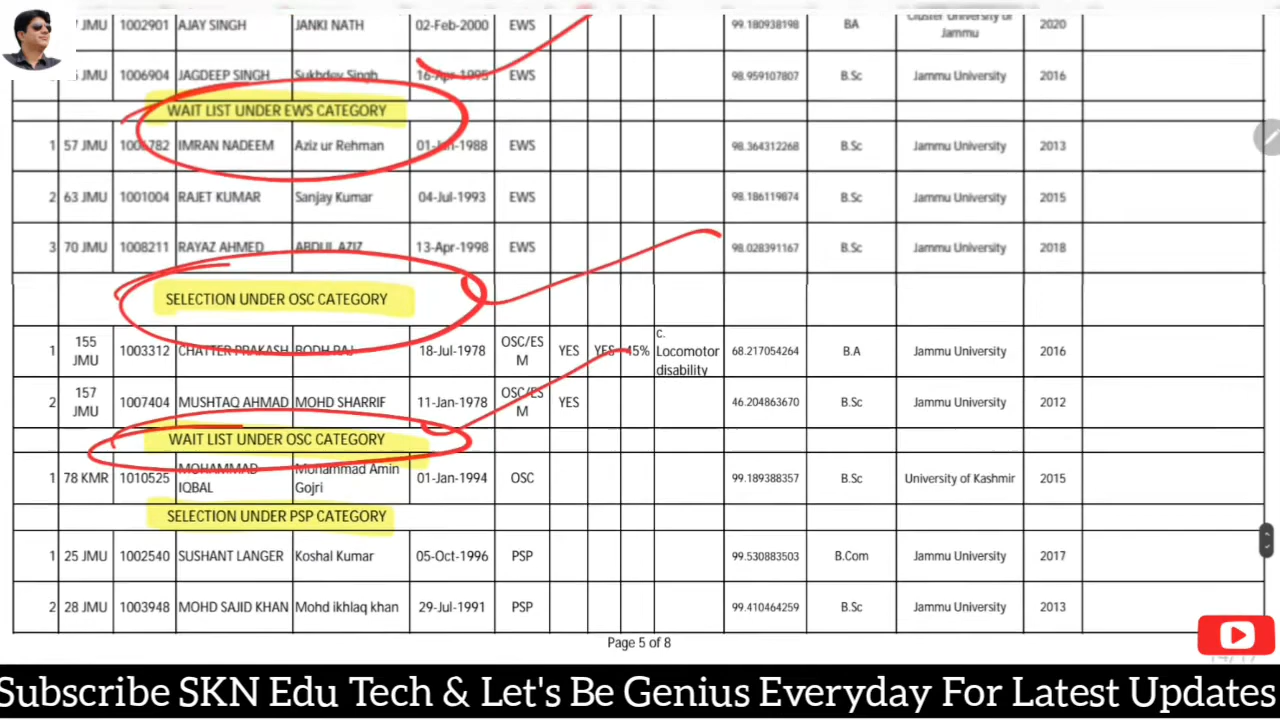 7 JMU 1002901 AJAY SINGH JANKI NATH 02-Feb-2000 EWS 99.180938198 BA Cluster University of Jammu 2020
JMU 1006904 JAGDEEP SINGH Sukhdev Singh 16-Apr-1995 EWS 98.959107807 B.Sc Jammu University 2016
WAIT LIST UNDER EWS CATEGORY
1 57 JMU IMRAN NADEEM Aziz ur Rehman EWS 98.364312268 B.Sc Jammu University 2013
2 63 JMU 1001004 RAJET KUMAR Sanjay Kumar 04-Jul-1993 EWS 98.186119874 B.Sc Jammu University 2015
3 70 JMU 1008211 RAYAZ AHMED ABDUL AZIZ 13-Apr-1998 EWS 98.028391167 B.Sc Jammu University 2018
SELECTION UNDER OSC CATEGORY
1 155 JMU 1003312 CHATTER PRAKASH BODH RAJ 18-Jul-1978 OSC/ESM YES YES 45% c. Locomotor disability 68.217054264 B.A Jammu University 2016
2 157 JMU 1007404 MUSHTAQ AHMAD MOHD SHARRIF 11-Jan-1978 OSC/ESM YES 46.204863670 B.Sc Jammu University 2012
WAIT LIST UNDER OSC CATEGORY
1 78 KMR 1010525 MOHAMMAD IQBAL Mohammad Amin Gojri 01-Jan-1994 OSC 99.189388357 B.Sc University of Kashmir 2015
SELECTION UNDER PSP CATEGORY
1 25 JMU 1002540 SUSHANT LANGER Koshal Kumar 05-Oct-1996 PSP 99.530883503 B.Com Jammu University 2017
2 28 JMU 1003948 MOHD SAJID KHAN Mohd ikhlaq khan 29-Jul-1991 PSP 99.410464259 B.Sc Jammu University 2013
Page 5 of 8
Subscribe SKN Edu Tech & Let's Be Genius Everyday For Latest Updates